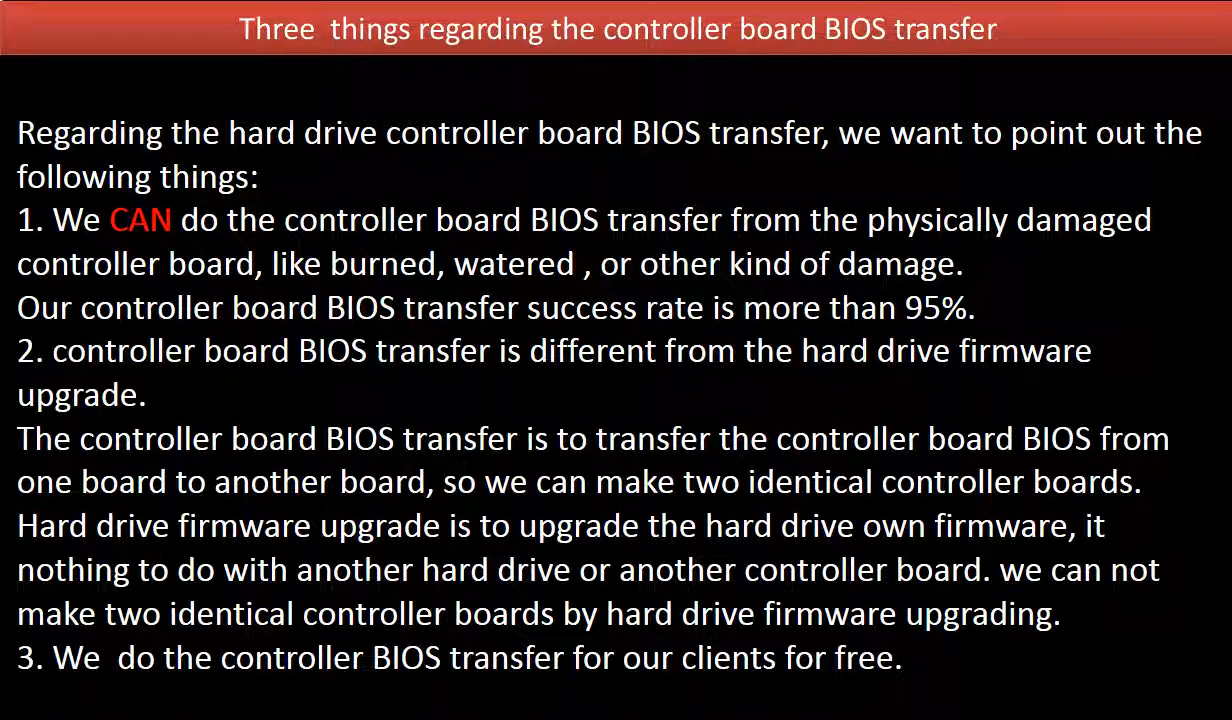 Three  things regarding the controller board BIOS transfer
Regarding the hard drive controller board BIOS transfer, we want to point out the
following things:
1. We CAN do the controller board BIOS transfer from the physically damaged
controller board, like burned, watered , or other kind of damage.
Our controller board BIOS transfer success rate is more than 95%.
2. controller board BIOS transfer is different from the hard drive firmware
upgrade.
The controller board BIOS transfer is to transfer the controller board BIOS from
one board to another board, so we can make two identical controller boards.
Hard drive firmware upgrade is to upgrade the hard drive own firmware, it
nothing to do with another hard drive or another controller board. we can not
make two identical controller boards by hard drive firmware upgrading.
3. We  do the controller BIOS transfer for our clients for free.